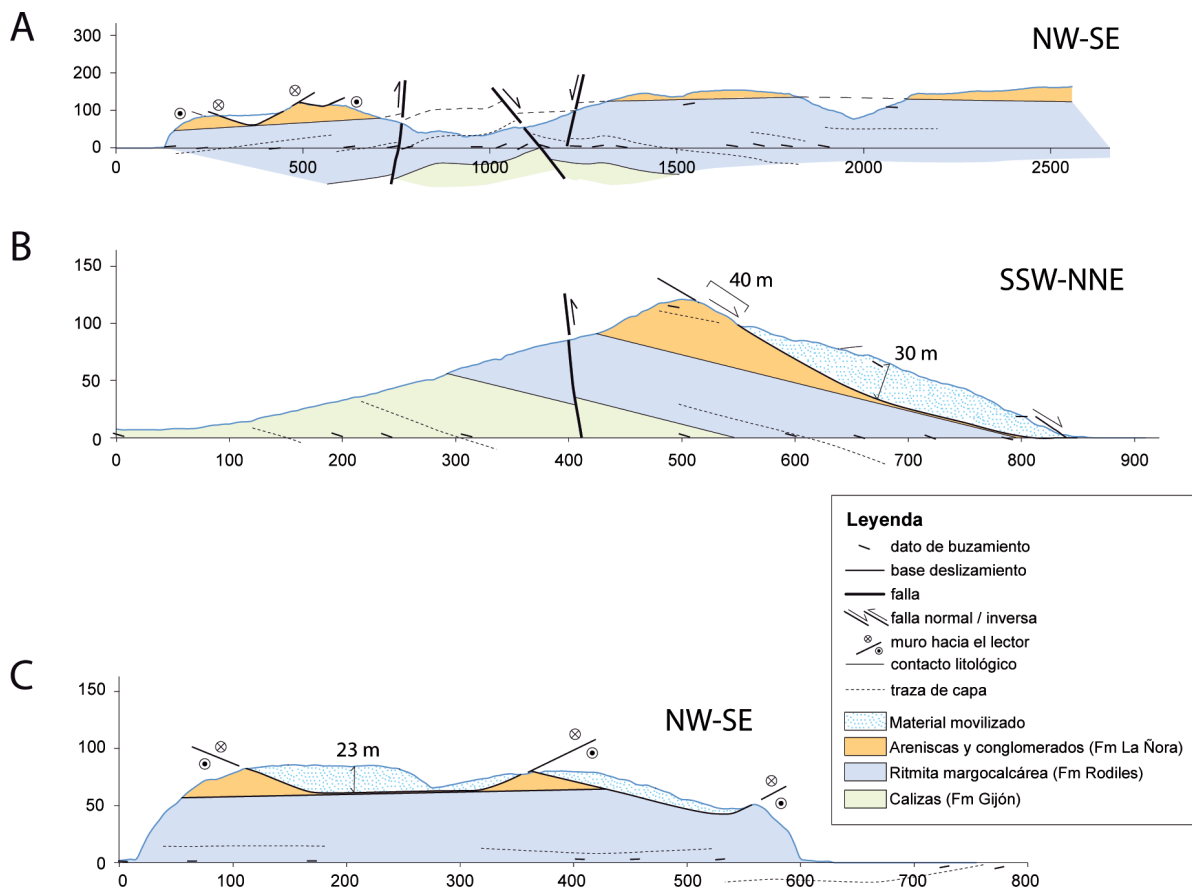 A
NW-SE
300
200
100
0
500
1000
1500
2000
2500
B
SSW-NNE
150
100
50
0
40 m
30 m
0
100
200
300
400
500
600
700
800
900
Leyenda
dato de buzamiento
base deslizamiento
falla
falla normal / inversa
muro hacia el lector
contacto litológico
traza de capa
Material movilizado
Areniscas y conglomerados (Fm La Ñora)
Ritmita margocalcárea (Fm Rodiles)
Calizas (Fm Gijón)
C
NW-SE
150
100
50
0
23 m
0
100
200
300
400
500
600
700
800